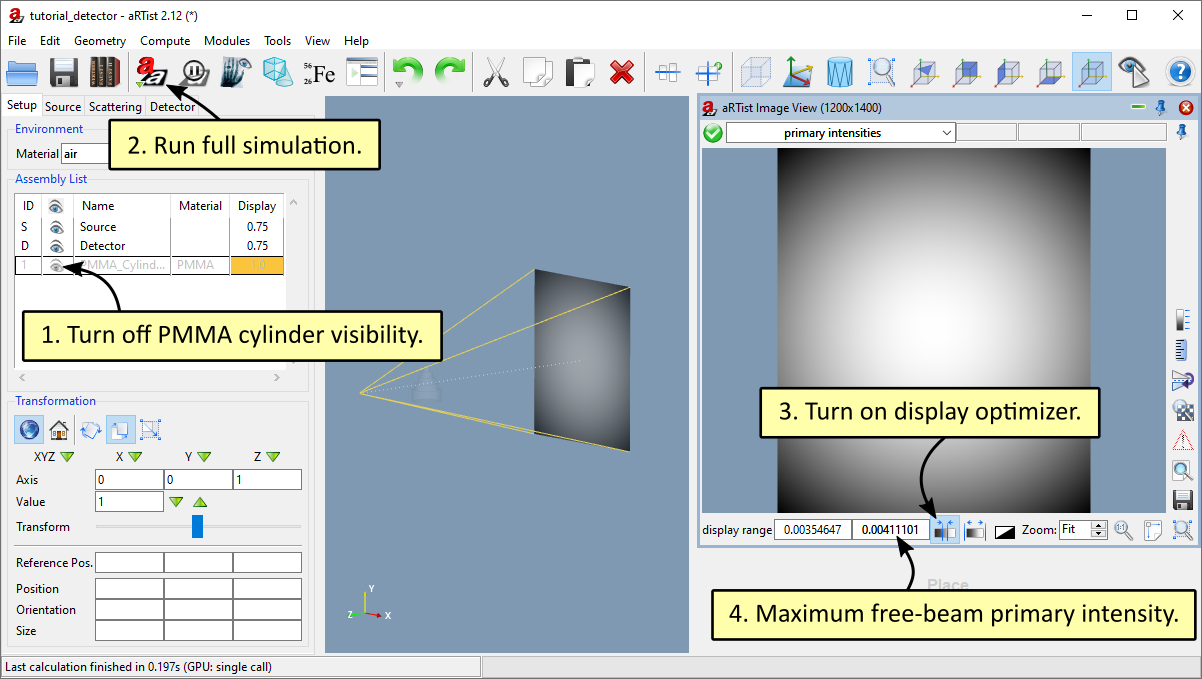 tutorial_detector - aRTist 2.12 (*)
File Edit Geometry Compute Modules Tools View Help
56
26 Fe
Setup Source Scattering Detector
Environment
Material air
2. Run full simulation.
Assembly List
ID Name Material Display
S Source 0.75
D Detector 0.75
1 PMMA_Cylind... PMMA
1. Turn off PMMA cylinder visibility.
Transformation
XYZ X Y Z
Axis 0 0 1
Value 1
Transform
Reference Pos.
Position
Orientation
Size
Y
Z X
aRTist Image View (1200x1400)
primary intensities
3. Turn on display optimizer.
display range 0.00354647 0.00411101 Zoom: Fit
Place
4. Maximum free-beam primary intensity.
Last calculation finished in 0.197s (GPU: single call)